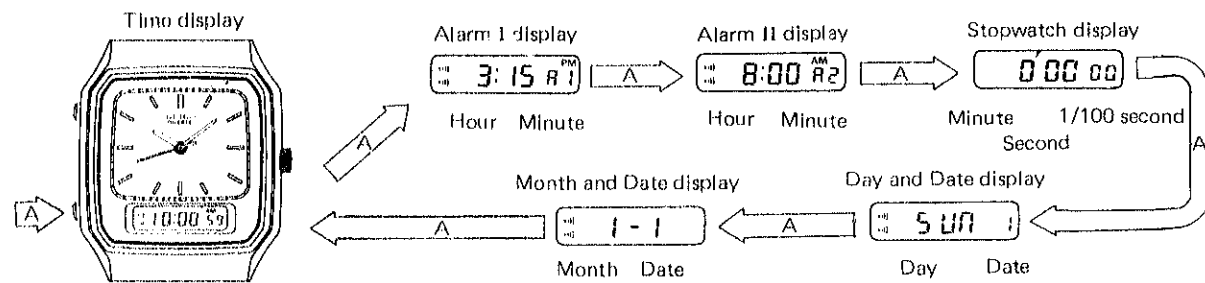 Time display
Alarm I display
Alarm II display
Stopwatch display
PM
3:15 A1
A
AM
8:00 A2
A
0'00 00
Hour Minute
Hour Minute
Minute 1/100 second
Second
A
A
Month and Date display
Day and Date display
A
AM
10:00 59
A
1 - 1
A
SUN 1
Month Date
Day Date